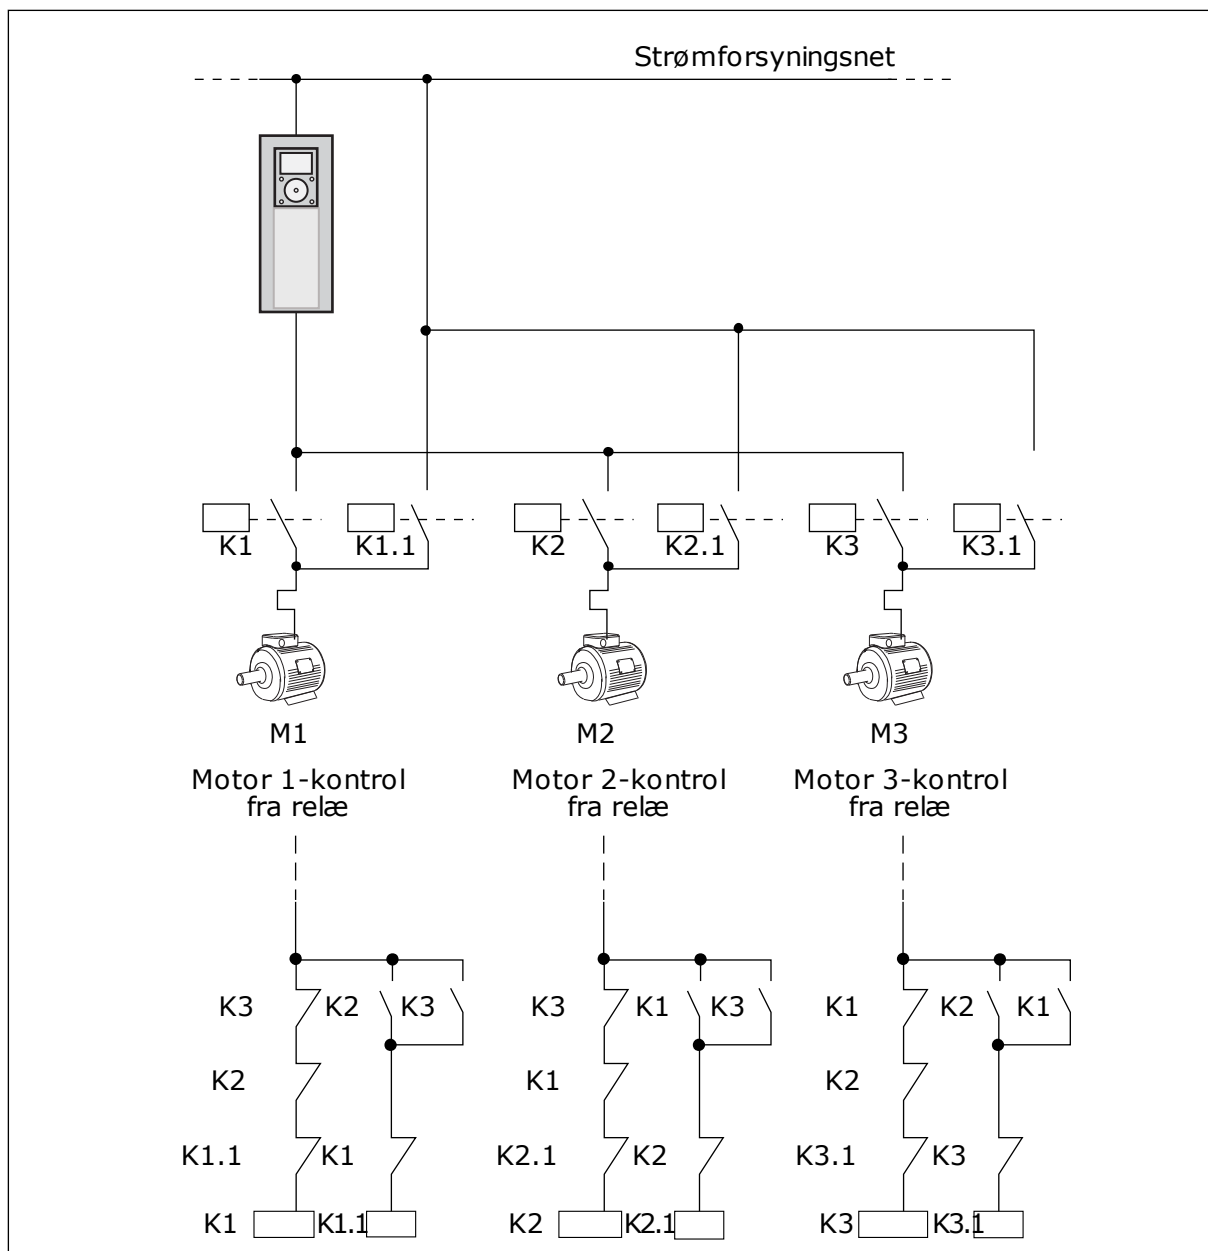 Strømforsyningsnet
K1
K1.1
K2
K2.1
K3
K3.1
M1
M2
M3
Motor 1-kontrol
fra relæ
Motor 2-kontrol
fra relæ
Motor 3-kontrol
fra relæ
K3
K2
K3
K3
K1
K3
K1
K2
K1
K2
K1
K2
K1.1
K1
K2.1
K2
K3.1
K3
K1
K1.1
K2
K2.1
K3
K3.1